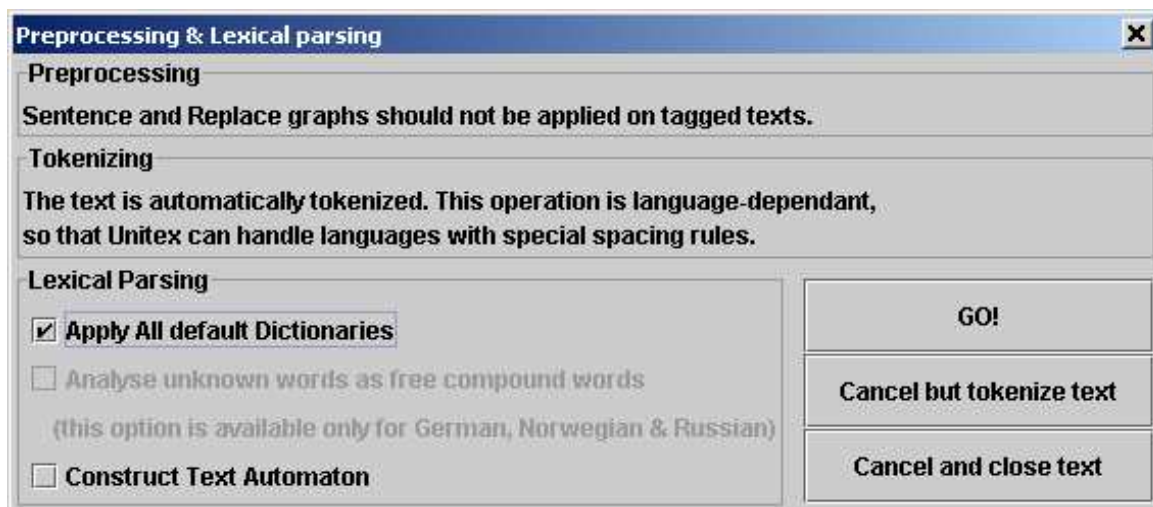 Preprocessing & Lexical parsing
Preprocessing
Sentence and Replace graphs should not be applied on tagged texts.
Tokenizing
The text is automatically tokenized. This operation is language-dependant,
so that Unitex can handle languages with special spacing rules.
Lexical Parsing
Apply All default Dictionaries
Analyse unknown words as free compound words
(this option is available only for German, Norwegian & Russian)
Construct Text Automaton
GO!
Cancel but tokenize text
Cancel and close text